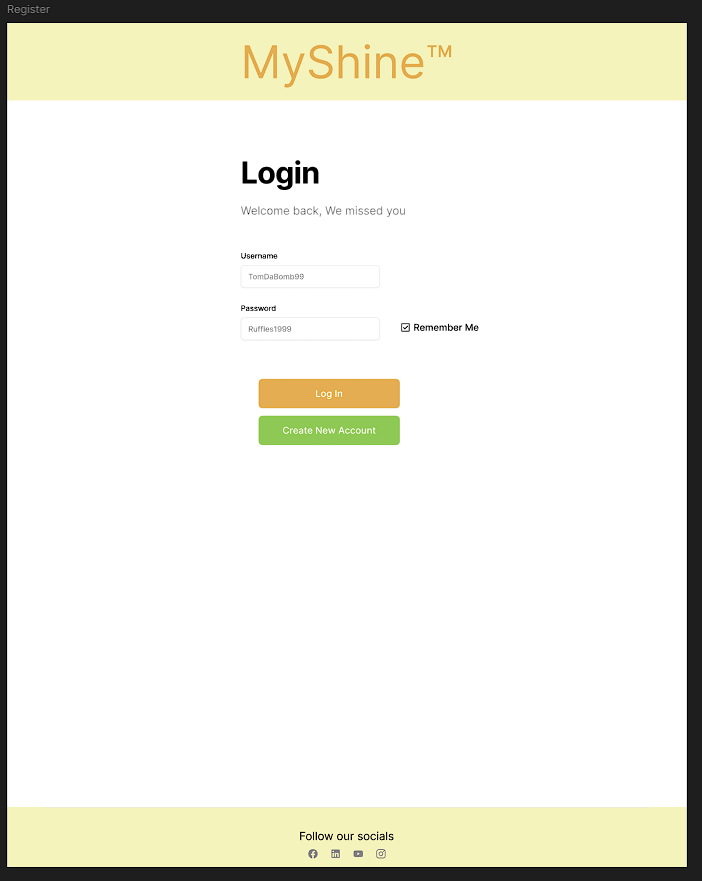 Register
MyShine™
Login
Welcome back, We missed you
Username
TomDaBomb99
Password
Ruffles1999
Remember Me
Log In
Create New Account
Follow our socials